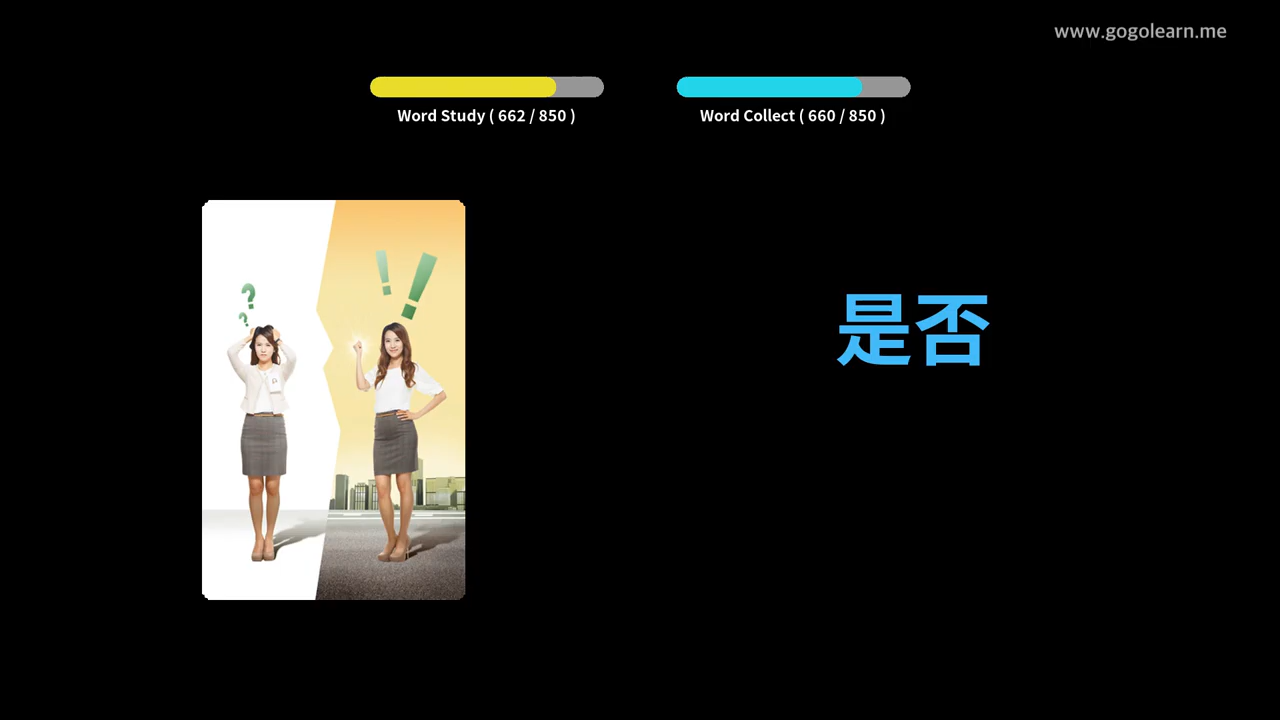 www.gogolearn.me
Word Study ( 662 / 850 )
Word Collect ( 660 / 850 )
? ?
! !
是否